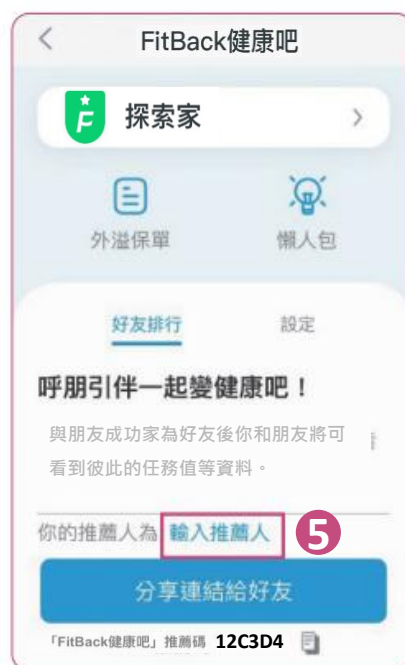 FitBack健康吧
F 探索家
外溢保單 懶人包
好友排行 設定
呼朋引伴一起變健康吧！
與朋友成功家為好友後你和朋友將可
看到彼此的任務值等資料。
你的推薦人為 輸入推薦人 5
分享連結給好友
「FitBack健康吧」推薦碼 12C3D4